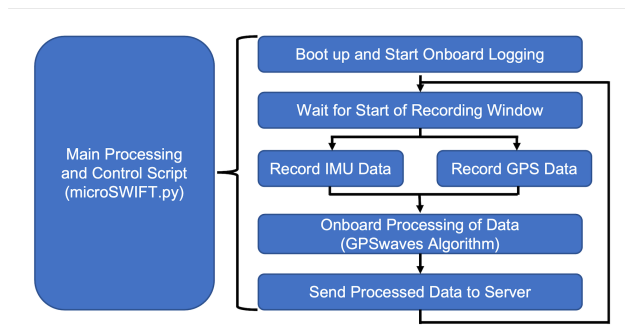 Main Processing
and Control Script
(microSWIFT.py)
Boot up and Start Onboard Logging
Wait for Start of Recording Window
Record IMU Data
Record GPS Data
Onboard Processing of Data
(GPSwaves Algorithm)
Send Processed Data to Server